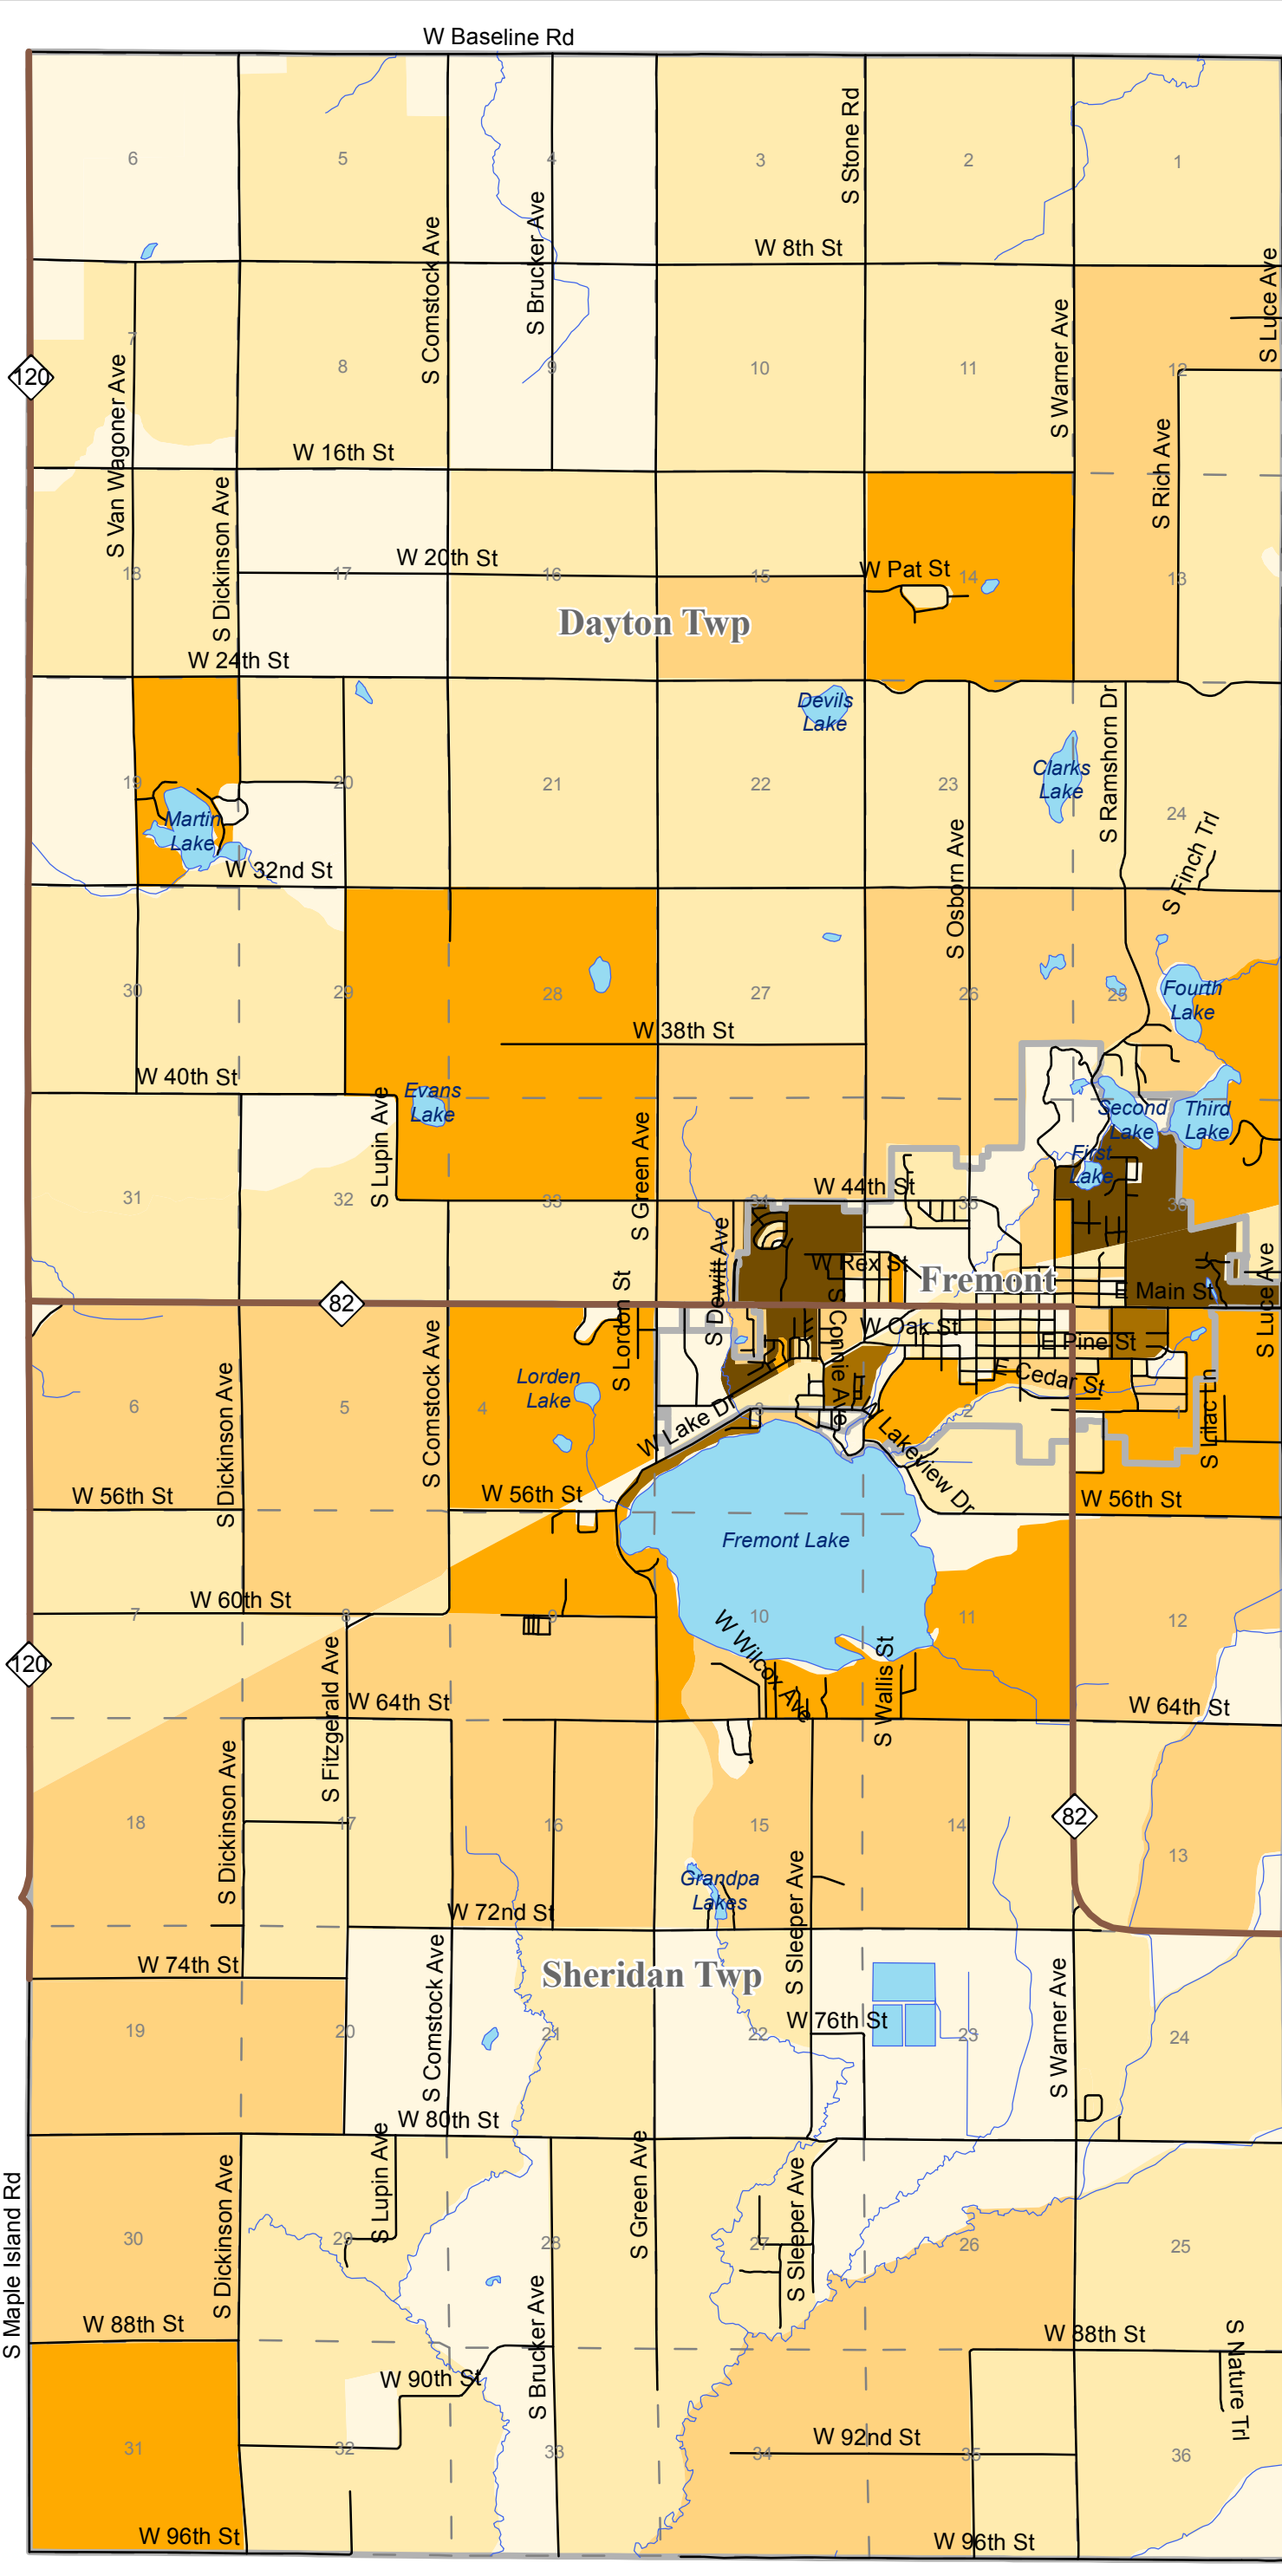 W Baseline Rd
6
5
4
3
2
1
S Stone Rd
S Comstock Ave
S Brucker Ave
W 8th St
S Luce Ave
7
8
9
10
11
12
120
S Van Wagoner Ave
S Warner Ave
W 16th St
S Dickinson Ave
S Rich Ave
W 20th St
W Pat St
18
17
16
15
14
13
Dayton Twp
W 24th St
Devils
Lake
Clarks
Lake
S Ramshorn Dr
19
20
21
22
23
24
Martin
Lake
S Finch Trl
W 32nd St
S Osborn Ave
30
29
28
27
26
25
Fourth
Lake
W 38th St
W 40th St
Evans
Lake
S Lupin Ave
Second
Lake
Third
Lake
First
Lake
S Green Ave
31
32
33
34
35
36
W 44th St
S Dewitt Ave
W Rex St
Fremont
S Luce Ave
82
S Lordon St
E Main St
S Connie Ave
W Oak St
E Pine St
S Comstock Ave
S Dickinson Ave
Lorden
Lake
E Cedar St
S Lilac Ln
6
5
4
3
2
1
W Lake Dr
W Lakeview Dr
W 56th St
W 56th St
W 56th St
Fremont Lake
W 60th St
7
8
9
10
11
12
120
W Wilcox Ave
S Wallis St
S Fitzgerald Ave
W 64th St
W 64th St
S Dickinson Ave
18
17
16
15
14
13
82
Grandpa
Lakes
S Sleeper Ave
W 72nd St
W 74th St
Sheridan Twp
S Comstock Ave
S Warner Ave
W 76th St
19
20
21
22
23
24
W 80th St
S Lupin Ave
S Green Ave
S Dickinson Ave
S Sleeper Ave
S Maple Island Rd
30
29
28
27
26
25
W 88th St
S Brucker Ave
W 88th St
S Nature Trl
W 90th St
W 92nd St
31
32
33
34
35
36
W 96th St
W 96th St